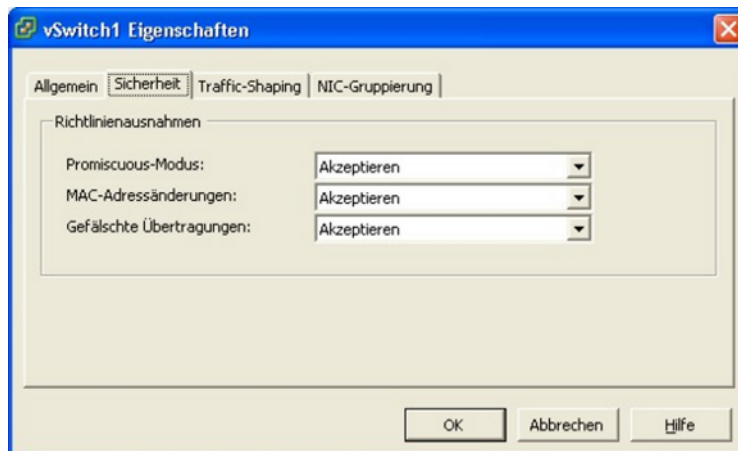 vSwitch1 Eigenschaften
Allgemein Sicherheit Traffic-Shaping NIC-Gruppierung
Richtlinienausnahmen
Promiscuous-Modus: Akzeptieren
MAC-Adressänderungen: Akzeptieren
Gefälschte Übertragungen: Akzeptieren
OK Abbrechen Hilfe